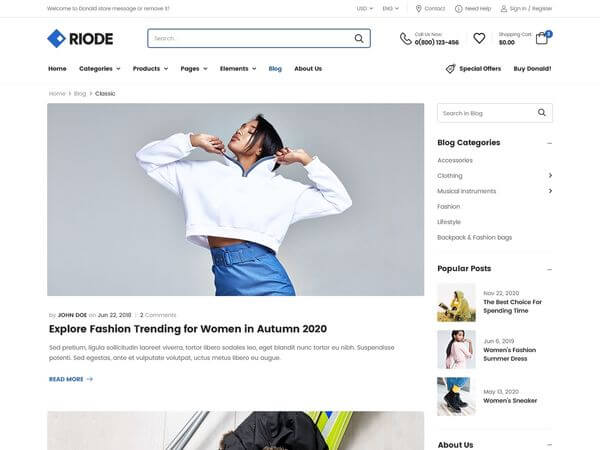 Welcome to Donald store message or remove it!
USD
ENG
Contact
Need Help
Sign in / Register
RIODE
Search...
Call Us Now:
0(800) 123-456
Shopping Cart:
$0.00
3
Home
Categories
Products
Pages
Elements
Blog
About Us
Special Offers
Buy Donald!
Home > Blog > Classic
by JOHN DOE on Jun 22, 2018 | 2 Comments
Explore Fashion Trending for Women in Autumn 2020
Sed pretium, ligula sollicitudin laoreet viverra, tortor libero sodales leo, eget blandit nunc tortor eu nibh. Suspendisse
potenti. Sed egestas, ante et vulputate volutpat, uctus metus libero eu augue.
READ MORE
Search in Blog
Blog Categories
Accessories
Clothing
Musical Instruments
Fashion
Lifestyle
Backpack & Fashion bags
Popular Posts
Nov 22, 2020
The Best Choice For
Spending Time
Jun 6, 2019
Women's Fashion
Summer Dress
May 13, 2020
Women's Sneaker
About Us